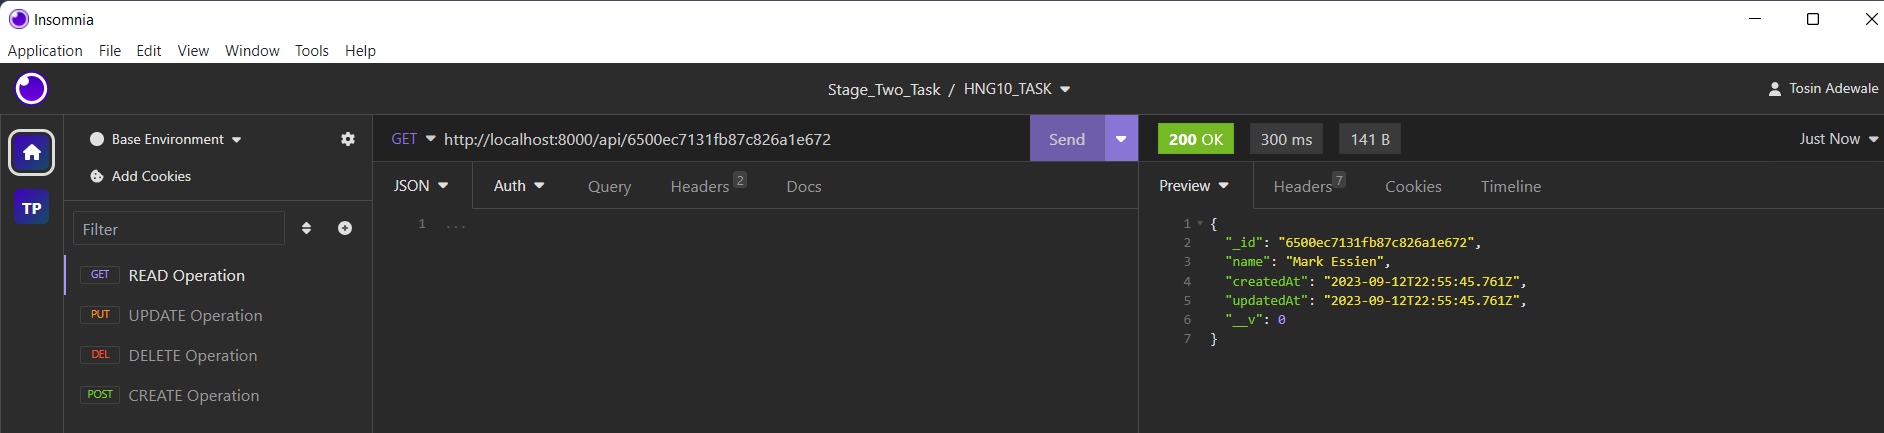 Insomnia
Application File Edit View Window Tools Help
Stage_Two_Task / HNG10_TASK
Tosin Adewale
TP
Base Environment
Add Cookies
Filter
GET READ Operation
PUT UPDATE Operation
DEL DELETE Operation
POST CREATE Operation
GET http://localhost:8000/api/6500ec7131fb87c826a1e672 Send
JSON Auth Query Headers 2 Docs
1 ...
200 OK 300 ms 141 B Just Now
Preview Headers 7 Cookies Timeline
1 {
2 "_id": "6500ec7131fb87c826a1e672",
3 "name": "Mark Essien",
4 "createdAt": "2023-09-12T22:55:45.761Z",
5 "updatedAt": "2023-09-12T22:55:45.761Z",
6 "__v": 0
7 }